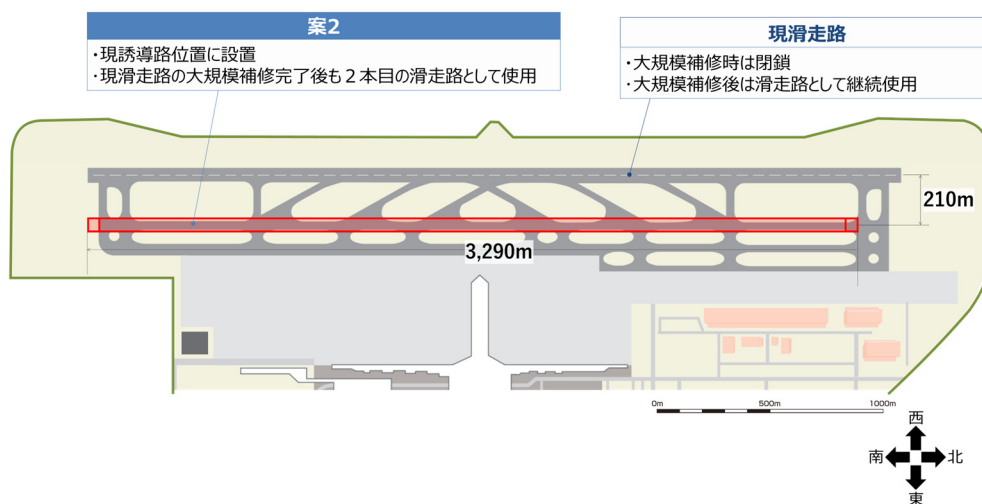 案2
・現誘導路位置に設置
・現滑走路の大規模補修完了後も２本目の滑走路として使用
現滑走路
・大規模補修時は閉鎖
・大規模補修後は滑走路として継続使用
210m
3,290m
0m 500m 1000m
西
南 北
東